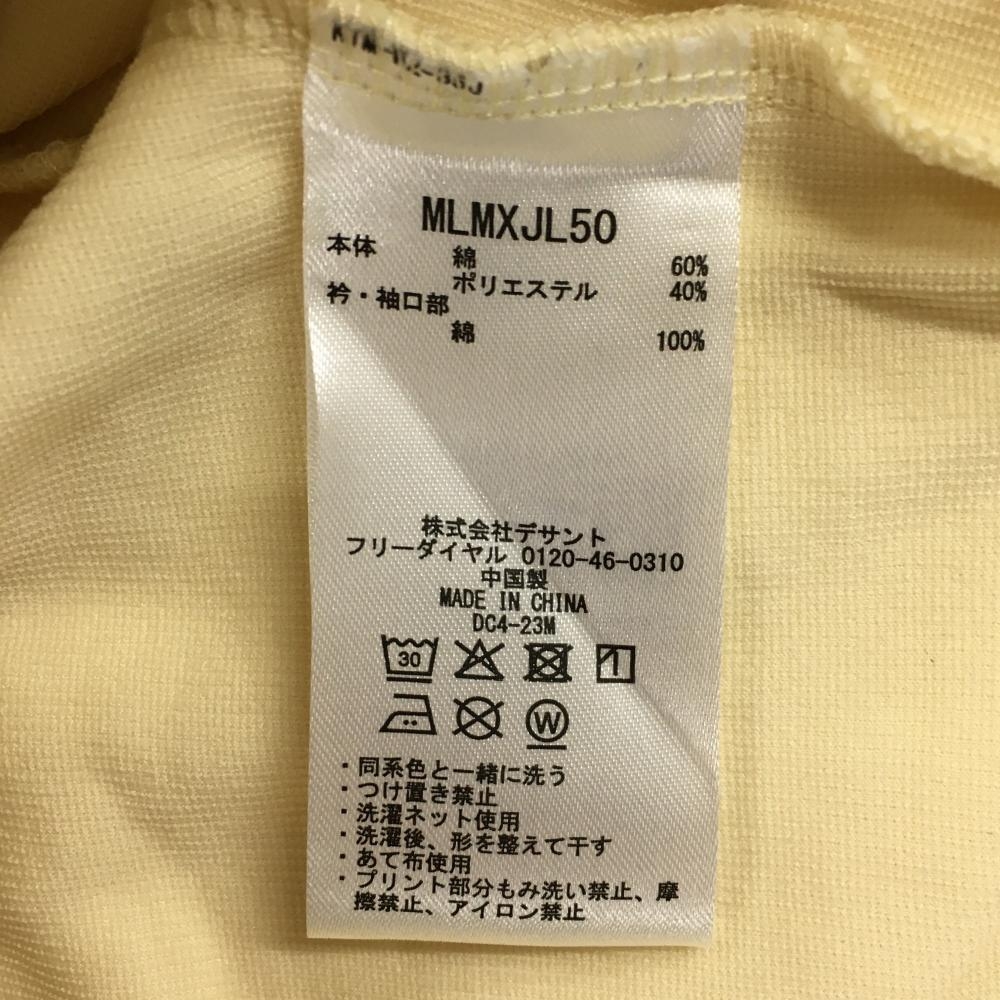 MLMXJL50
本体 綿 60%
ポリエステル 40%
衿・袖口部
綿 100%
株式会社デサント
フリーダイヤル 0120-46-0310
中国製
MADE IN CHINA
DC4-23M
30
W
・同系色と一緒に洗う
・つけ置き禁止
・洗濯ネット使用
・洗濯後、形を整えて干す
・あて布使用
・プリント部分もみ洗い禁止、摩
擦禁止、アイロン禁止